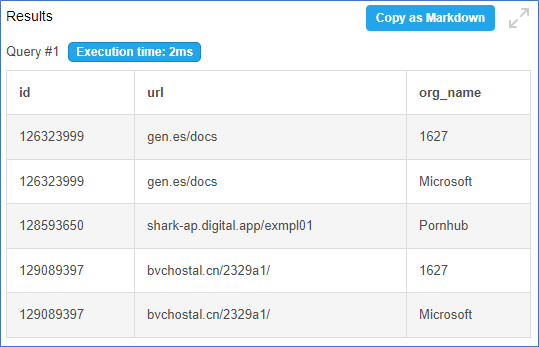 Results Copy as Markdown
Query #1 Execution time: 2ms
id url org_name
126323999 gen.es/docs 1627
126323999 gen.es/docs Microsoft
128593650 shark-ap.digital.app/exmpl01 Pornhub
129089397 bvchostal.cn/2329a1/ 1627
129089397 bvchostal.cn/2329a1/ Microsoft